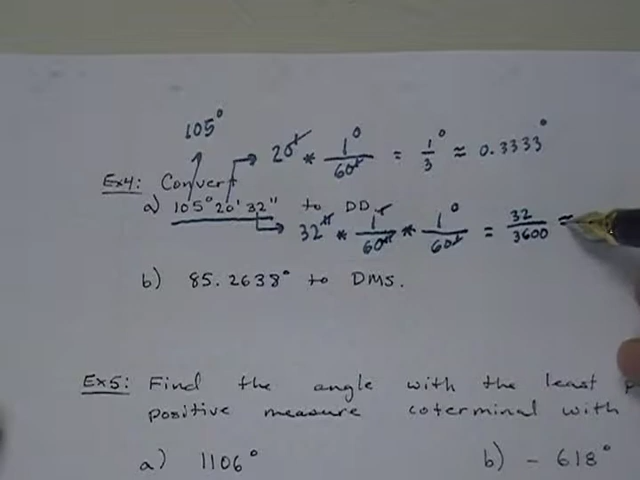 105°
20' * 1°/60' = 1/3° ≈ 0.3333°
Ex4: Convert
a) 105°20'32" to DD.
32" * 1'/60" * 1°/60' = 32/3600 ≈
b) 85.2638° to DMS.
Ex5: Find the angle with the least
positive measure coterminal with
a) 1106° b) - 618°